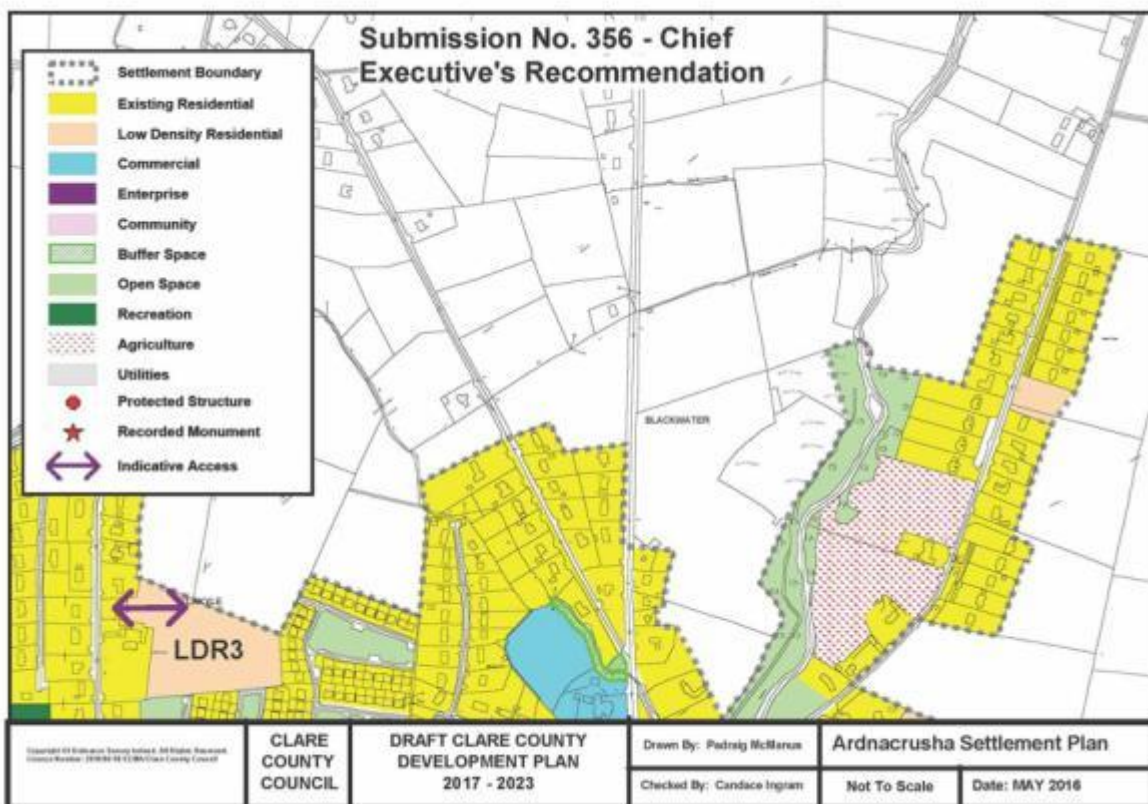 Submission No. 356 - Chief
Executive's Recommendation
Settlement Boundary
Existing Residential
Low Density Residential
Commercial
Enterprise
Community
Buffer Space
Open Space
Recreation
Agriculture
Utilities
Protected Structure
Recorded Monument
Indicative Access
BLACKWATER
LDR3
CLARE
COUNTY
COUNCIL
DRAFT CLARE COUNTY
DEVELOPMENT PLAN
2017 - 2023
Drawn By: Padraig McManus
Checked By: Candace Ingram
Ardnacrusha Settlement Plan
Not To Scale
Date: MAY 2016